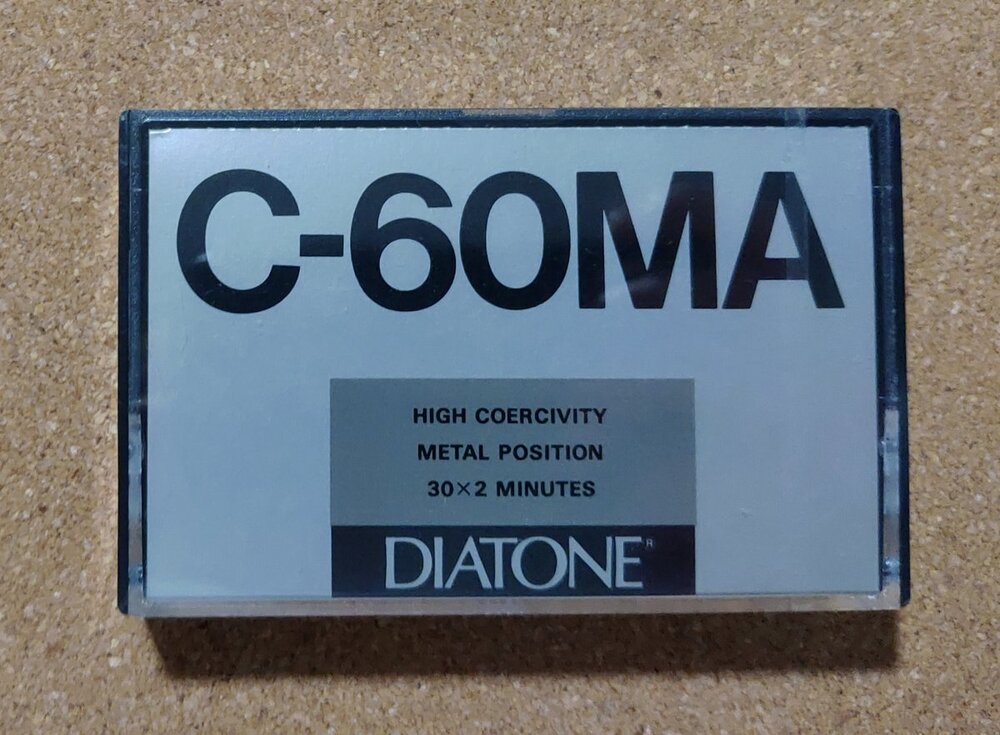 C-60MA
HIGH COERCIVITY
METAL POSITION
30×2 MINUTES
DIATONE®